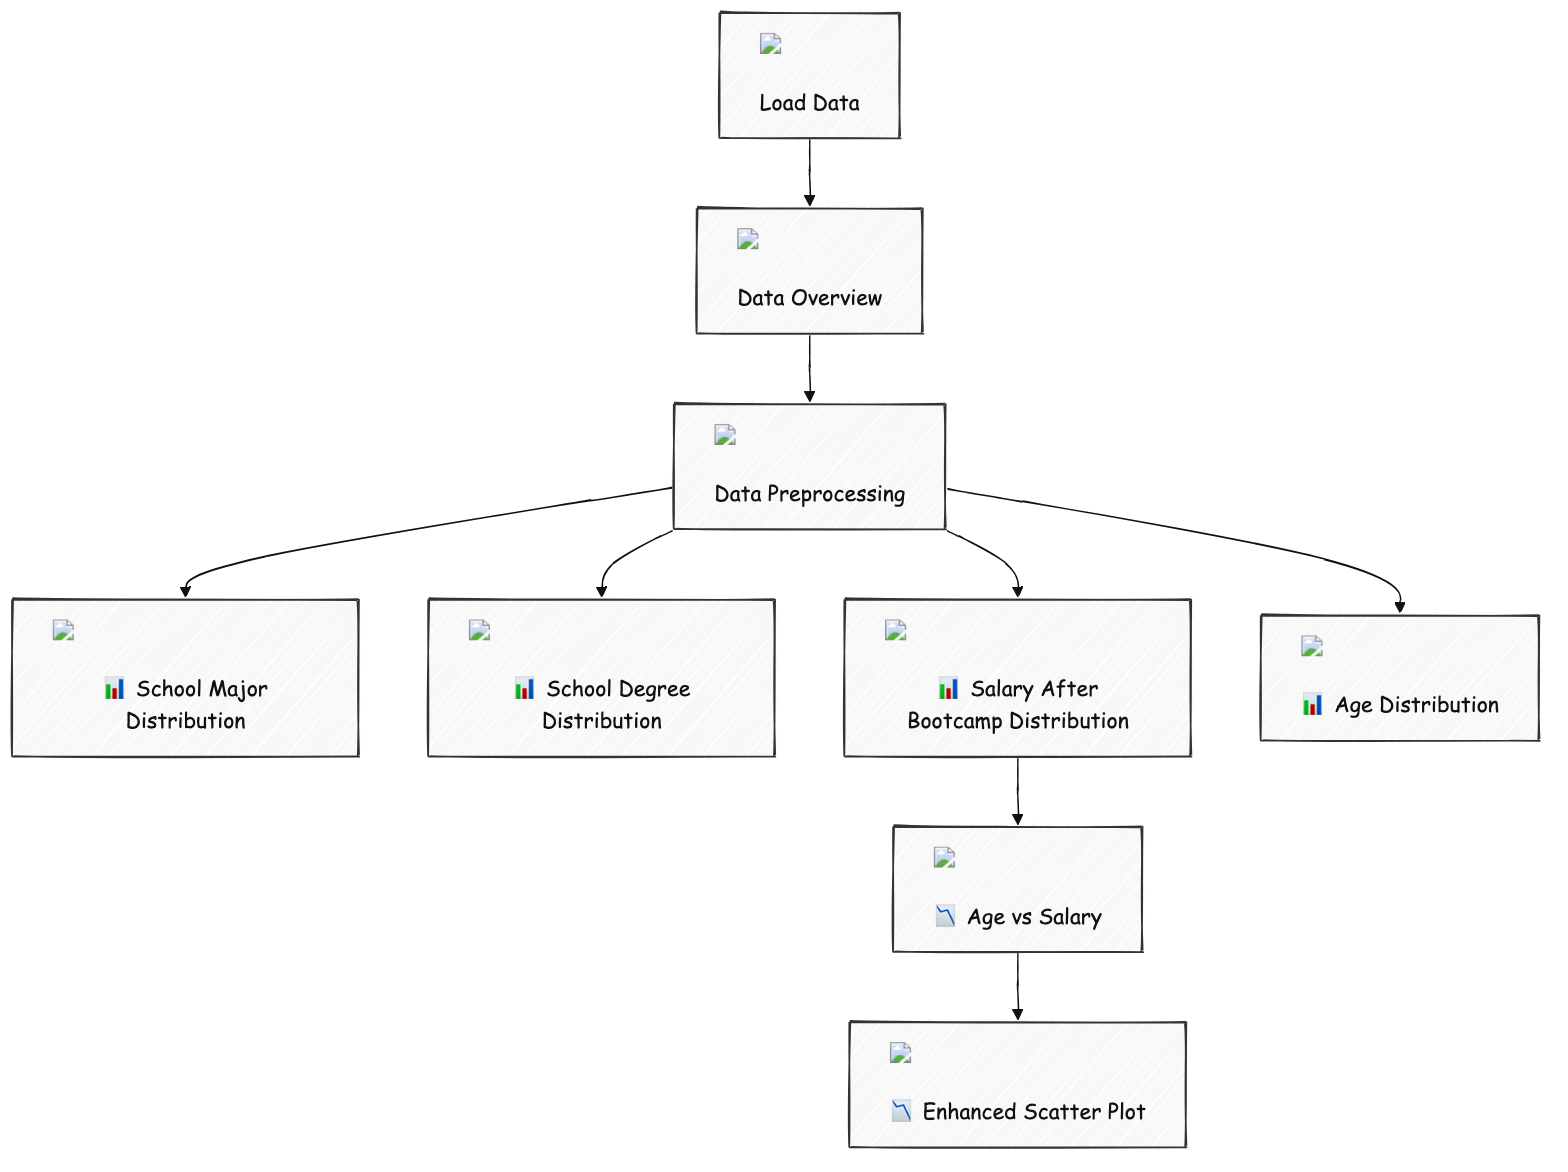 Load Data
Data Overview
Data Preprocessing
📊 School Major
Distribution
📊 School Degree
Distribution
📊 Salary After
Bootcamp Distribution
📊 Age Distribution
📉 Age vs Salary
📉 Enhanced Scatter Plot